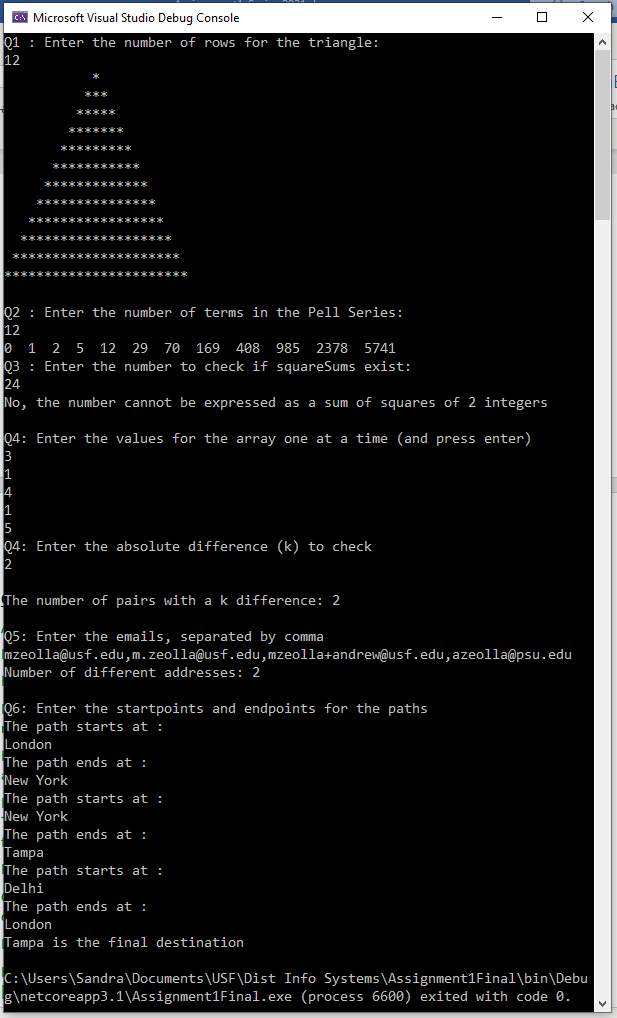 Microsoft Visual Studio Debug Console
Q1 : Enter the number of rows for the triangle:
12
           *
          ***
         *****
        *******
       *********
      ***********
     *************
    ***************
   *****************
  *******************
 *********************
***********************
Q2 : Enter the number of terms in the Pell Series:
12
0  1  2  5  12  29  70  169  408  985  2378  5741
Q3 : Enter the number to check if squareSums exist:
24
No, the number cannot be expressed as a sum of squares of 2 integers
Q4: Enter the values for the array one at a time (and press enter)
3
1
4
1
5
Q4: Enter the absolute difference (k) to check
2
The number of pairs with a k difference: 2
Q5: Enter the emails, separated by comma
mzeolla@usf.edu,m.zeolla@usf.edu,mzeolla+andrew@usf.edu,azeolla@psu.edu
Number of different addresses: 2
Q6: Enter the startpoints and endpoints for the paths
The path starts at :
London
The path ends at :
New York
The path starts at :
New York
The path ends at :
Tampa
The path starts at :
Delhi
The path ends at :
London
Tampa is the final destination
C:\Users\Sandra\Documents\USF\Dist Info Systems\Assignment1Final\bin\Debu
g\netcoreapp3.1\Assignment1Final.exe (process 6600) exited with code 0.